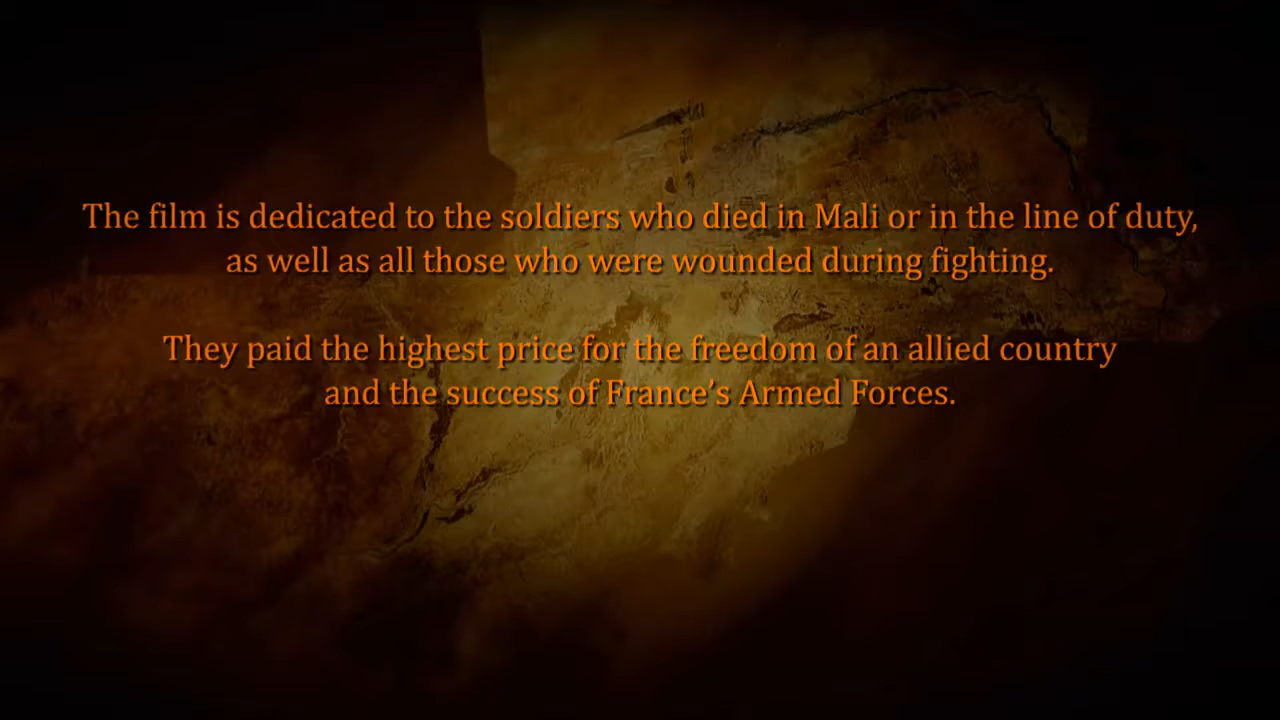 The film is dedicated to the soldiers who died in Mali or in the line of duty,
as well as all those who were wounded during fighting.
They paid the highest price for the freedom of an allied country
and the success of France’s Armed Forces.